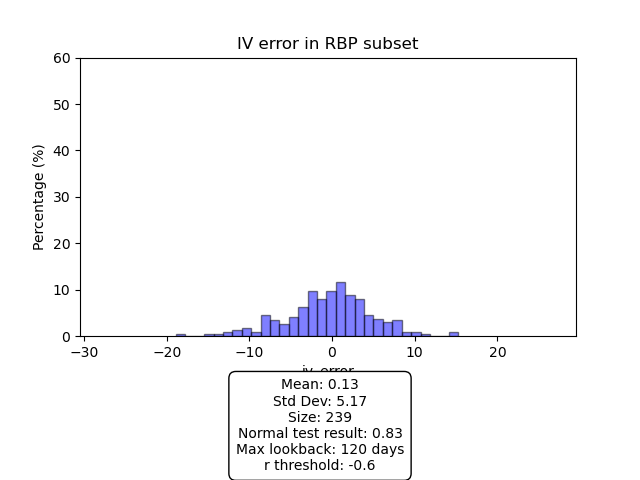 IV error in RBP subset
60
50
40
30
20
10
0
Percentage (%)
−30
−20
−10
0
10
20
iv_error
Mean: 0.13
Std Dev: 5.17
Size: 239
Normal test result: 0.83
Max lookback: 120 days
r threshold: -0.6